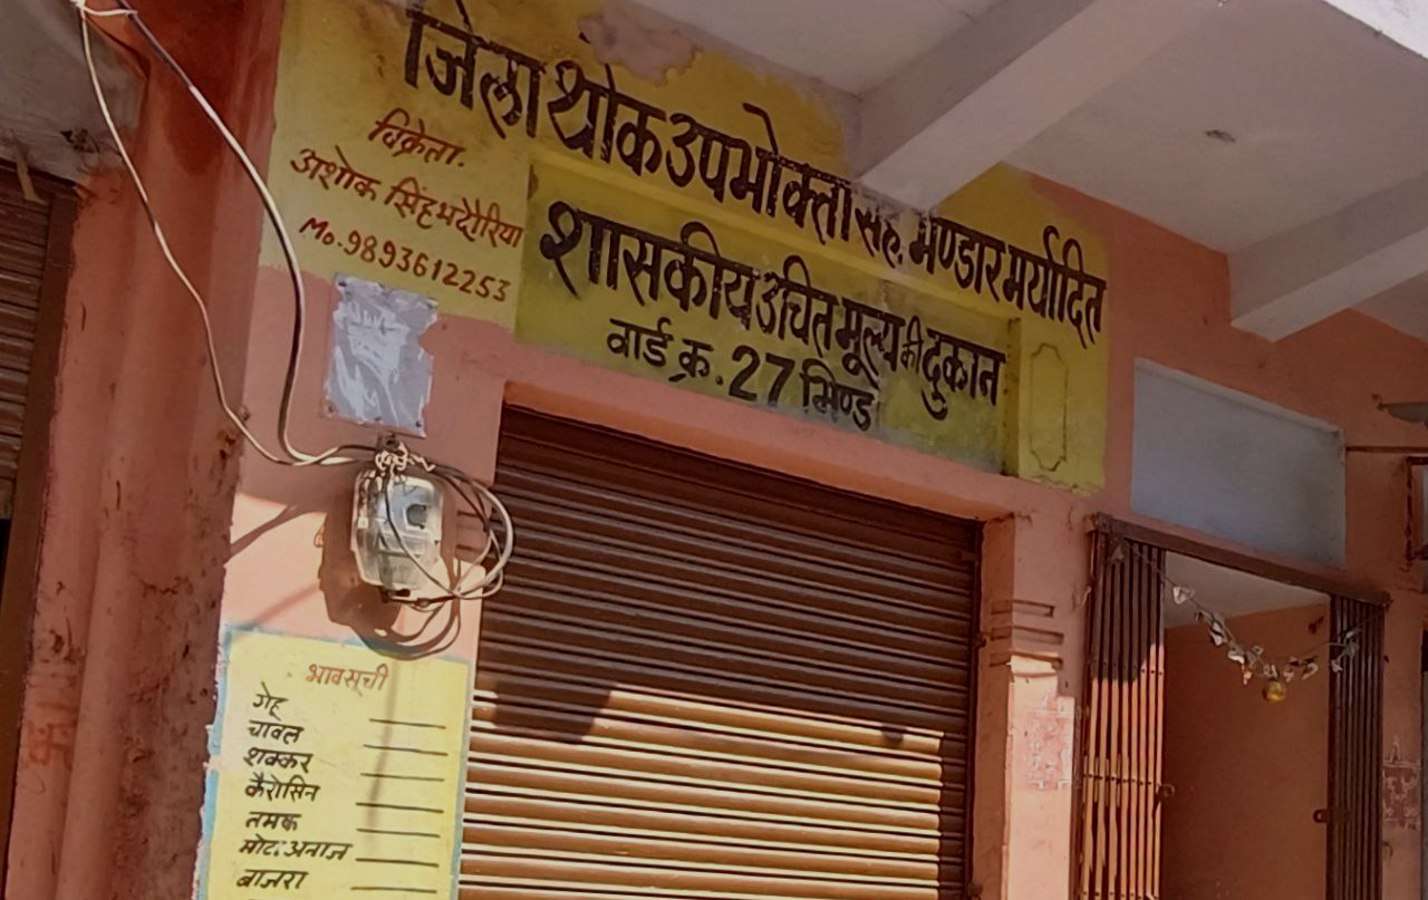 जिला थोक उपभोक्ता सह. भण्डार मर्यादित
विक्रेता.
अशोक सिंह भदौरिया
Mo. 9893612253
शासकीय उचित मूल्य की दुकान
वार्ड क्र. 27 भिण्ड
भावसूची
गेहू
चावल
शक्कर
कैरोसिन
नमक
मोट. अनाज
बाजरा